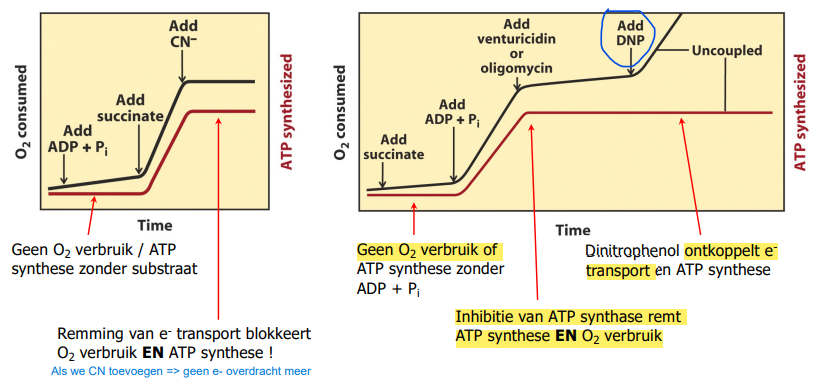 Add
CN⁻
Add
succinate
Add
ADP + Pi
O2 consumed
ATP synthesized
Time
Geen O2 verbruik / ATP
synthese zonder substraat
Remming van e- transport blokkeert
O2 verbruik EN ATP synthese !
Als we CN toevoegen => geen e- overdracht meer
Add
venturicidin
or
oligomycin
Add
DNP
Uncoupled
Add
ADP + Pi
Add
succinate
O2 consumed
ATP synthesized
Time
Geen O2 verbruik of
ATP synthese zonder
ADP + Pi
Dinitrophenol ontkoppelt e-
transport en ATP synthese
Inhibitie van ATP synthase remt
ATP synthese EN O2 verbruik